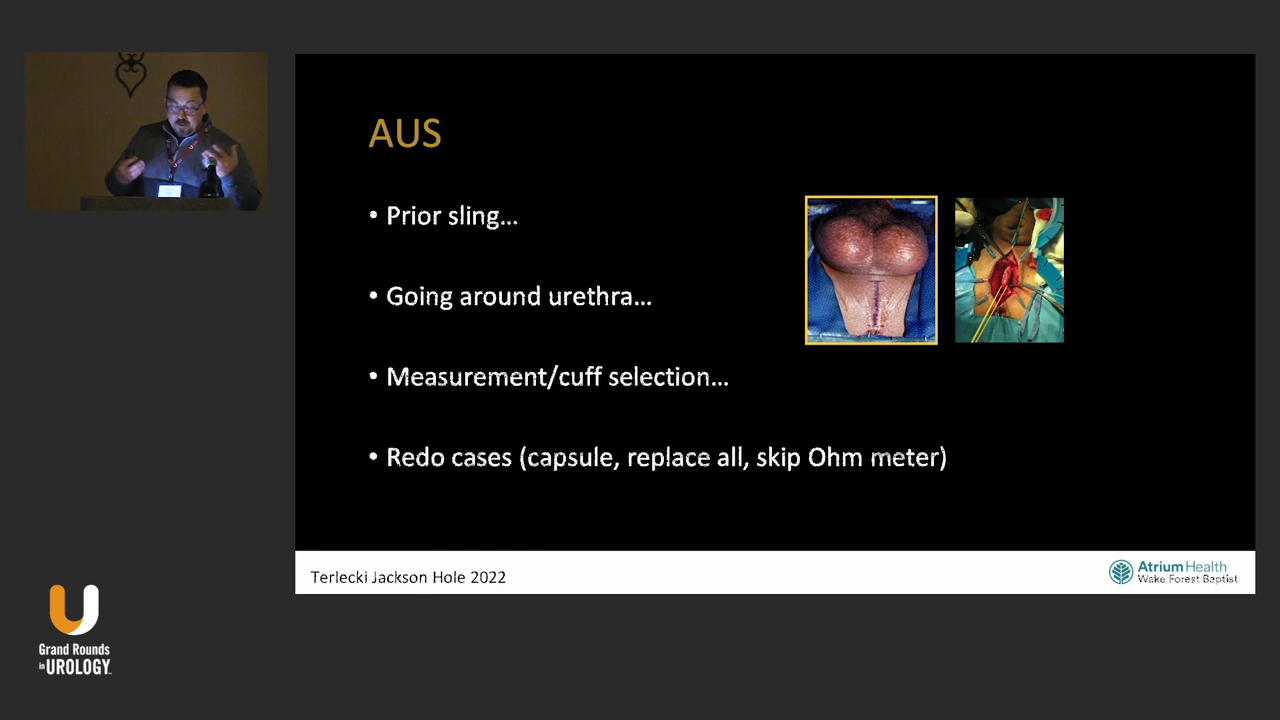 AUS
• Prior sling…
• Going around urethra…
• Measurement/cuff selection…
• Redo cases (capsule, replace all, skip Ohm meter)
Terlecki Jackson Hole 2022
Atrium Health
Wake Forest Baptist
Grand Rounds
in UROLOGY